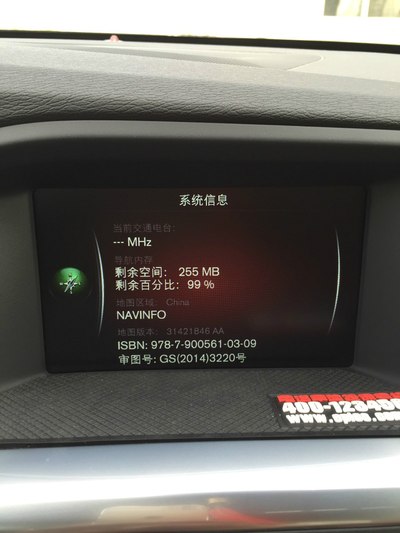 系统信息
当前交通电台:
--- MHz
导航内存
剩余空间: 255 MB
剩余百分比: 99 %
地图区域: China
NAVINFO
地图版本: 31421846 AA
ISBN: 978-7-900561-03-09
审图号: GS(2014)3220号